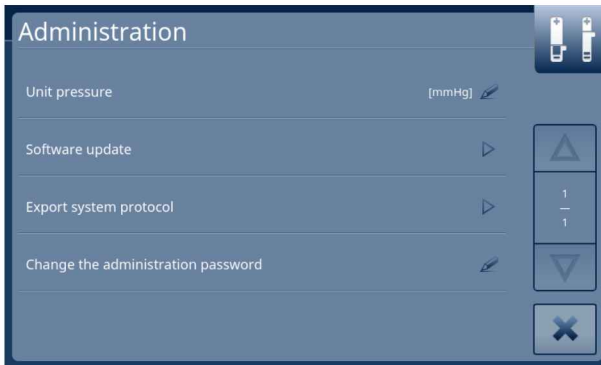 Administration
Unit pressure [mmHg]
Software update
Export system protocol
Change the administration password
1
1